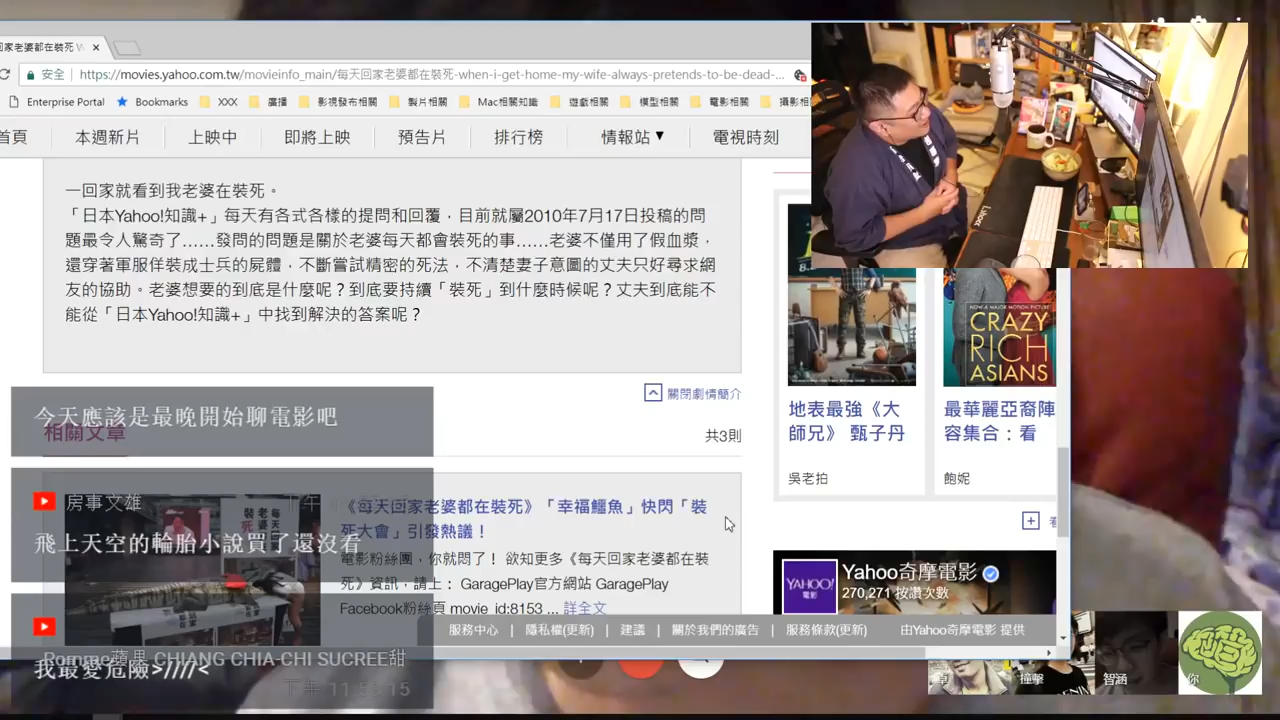 回家老婆都在裝死
安全
https://movies.yahoo.com.tw/movieinfo_main/每天回家老婆都在裝死-when-i-get-home-my-wife-always-pretends-to-be-dead-...
Enterprise Portal
Bookmarks
XXX
廣播
影視發布相關
製片相關
Mac相關知識
遊戲相關
模型相關
電影相關
首頁
本週新片
上映中
即將上映
預告片
排行榜
情報站▼
電視時刻
一回家就看到我老婆在裝死。
「日本Yahoo!知識+」每天有各式各樣的提問和回覆，目前就屬2010年7月17日投稿的問
題最令人驚奇了……發問的問題是關於老婆每天都會裝死的事……老婆不僅用了假血漿，
還穿著軍服佯裝成士兵的屍體，不斷嘗試精密的死法，不清楚妻子意圖的丈夫只好尋求網
友的協助。老婆想要的到底是什麼呢？到底要持續「裝死」到什麼時候呢？丈夫到底能不
能從「日本Yahoo!知識+」中找到解決的答案呢？
關閉劇情簡介
相關文章
共3則
今天應該是最晚開始聊電影吧
房事文雄
飛上天空的輪胎小說買了還沒看
Romme蘋果 CHIANG CHIA-CHI SUCREE甜
我最愛危險>////<
《每天回家老婆都在裝死》「幸福鱷魚」快閃「裝
死大會」引發熱議！
電影粉絲團，你就悶了！ 欲知更多《每天回家老婆都在裝
死》資訊，請上： GaragePlay官方網站 GaragePlay
Facebook粉絲頁 movie_id:8153 ... 詳全文
CRAZY
RICH
ASIANS
地表最強《大
師兄》 甄子丹
吳老拍
最華麗亞裔陣
容集合：看
鮑妮
YAHOO!
電影
Yahoo奇摩電影
270,271 按讚次數
服務中心 | 隱私權(更新) | 建議 | 關於我們的廣告 | 服務條款(更新)
由Yahoo奇摩電影 提供
撞擊
智涵
你